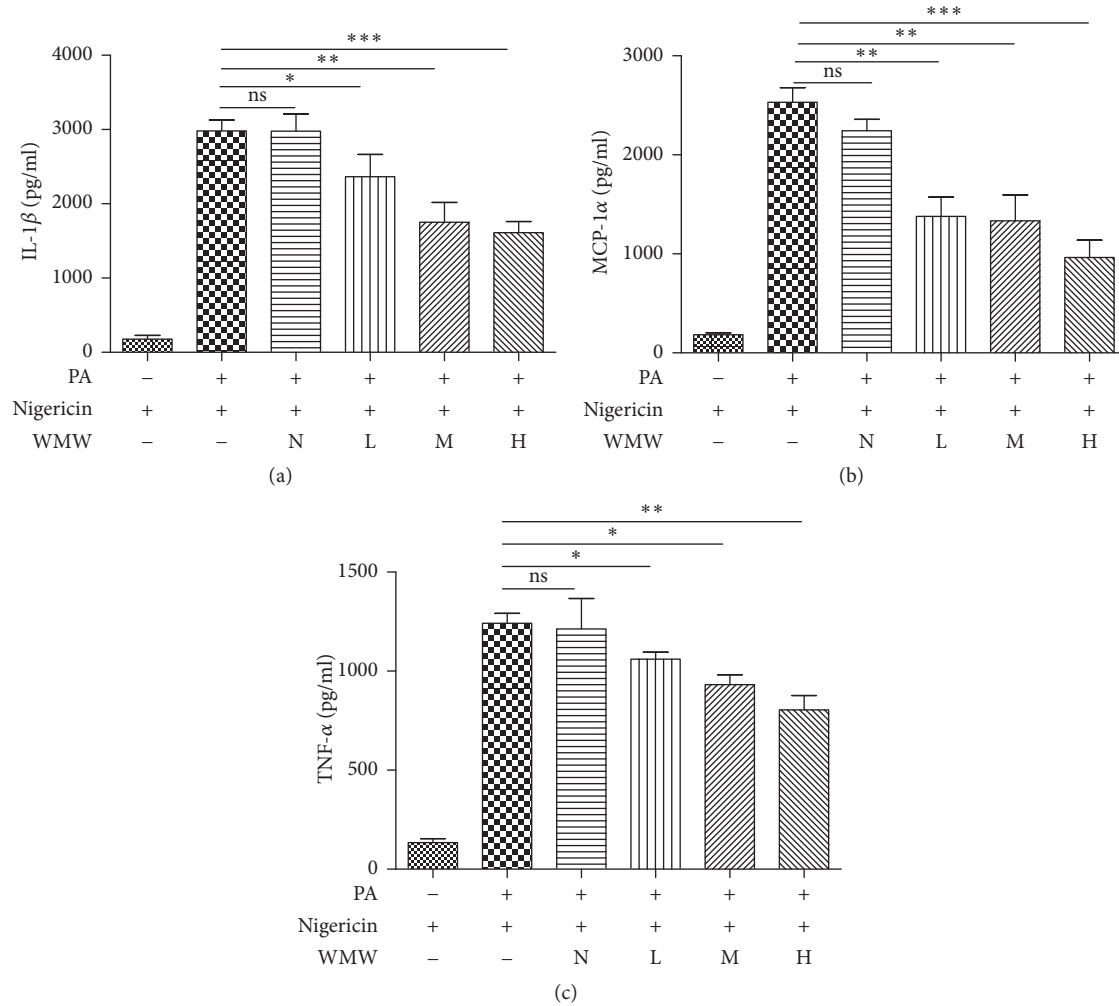 ***
**
*
ns
4000
3000
2000
1000
0
IL-1β (pg/ml)
PA – + + + + +
Nigericin + + + + + +
WMW – – N L M H
(a)
***
**
**
ns
3000
2000
1000
0
MCP-1α (pg/ml)
PA – + + + + +
Nigericin + + + + + +
WMW – – N L M H
(b)
**
*
*
ns
1500
1000
500
0
TNF-α (pg/ml)
PA – + + + + +
Nigericin + + + + + +
WMW – – N L M H
(c)